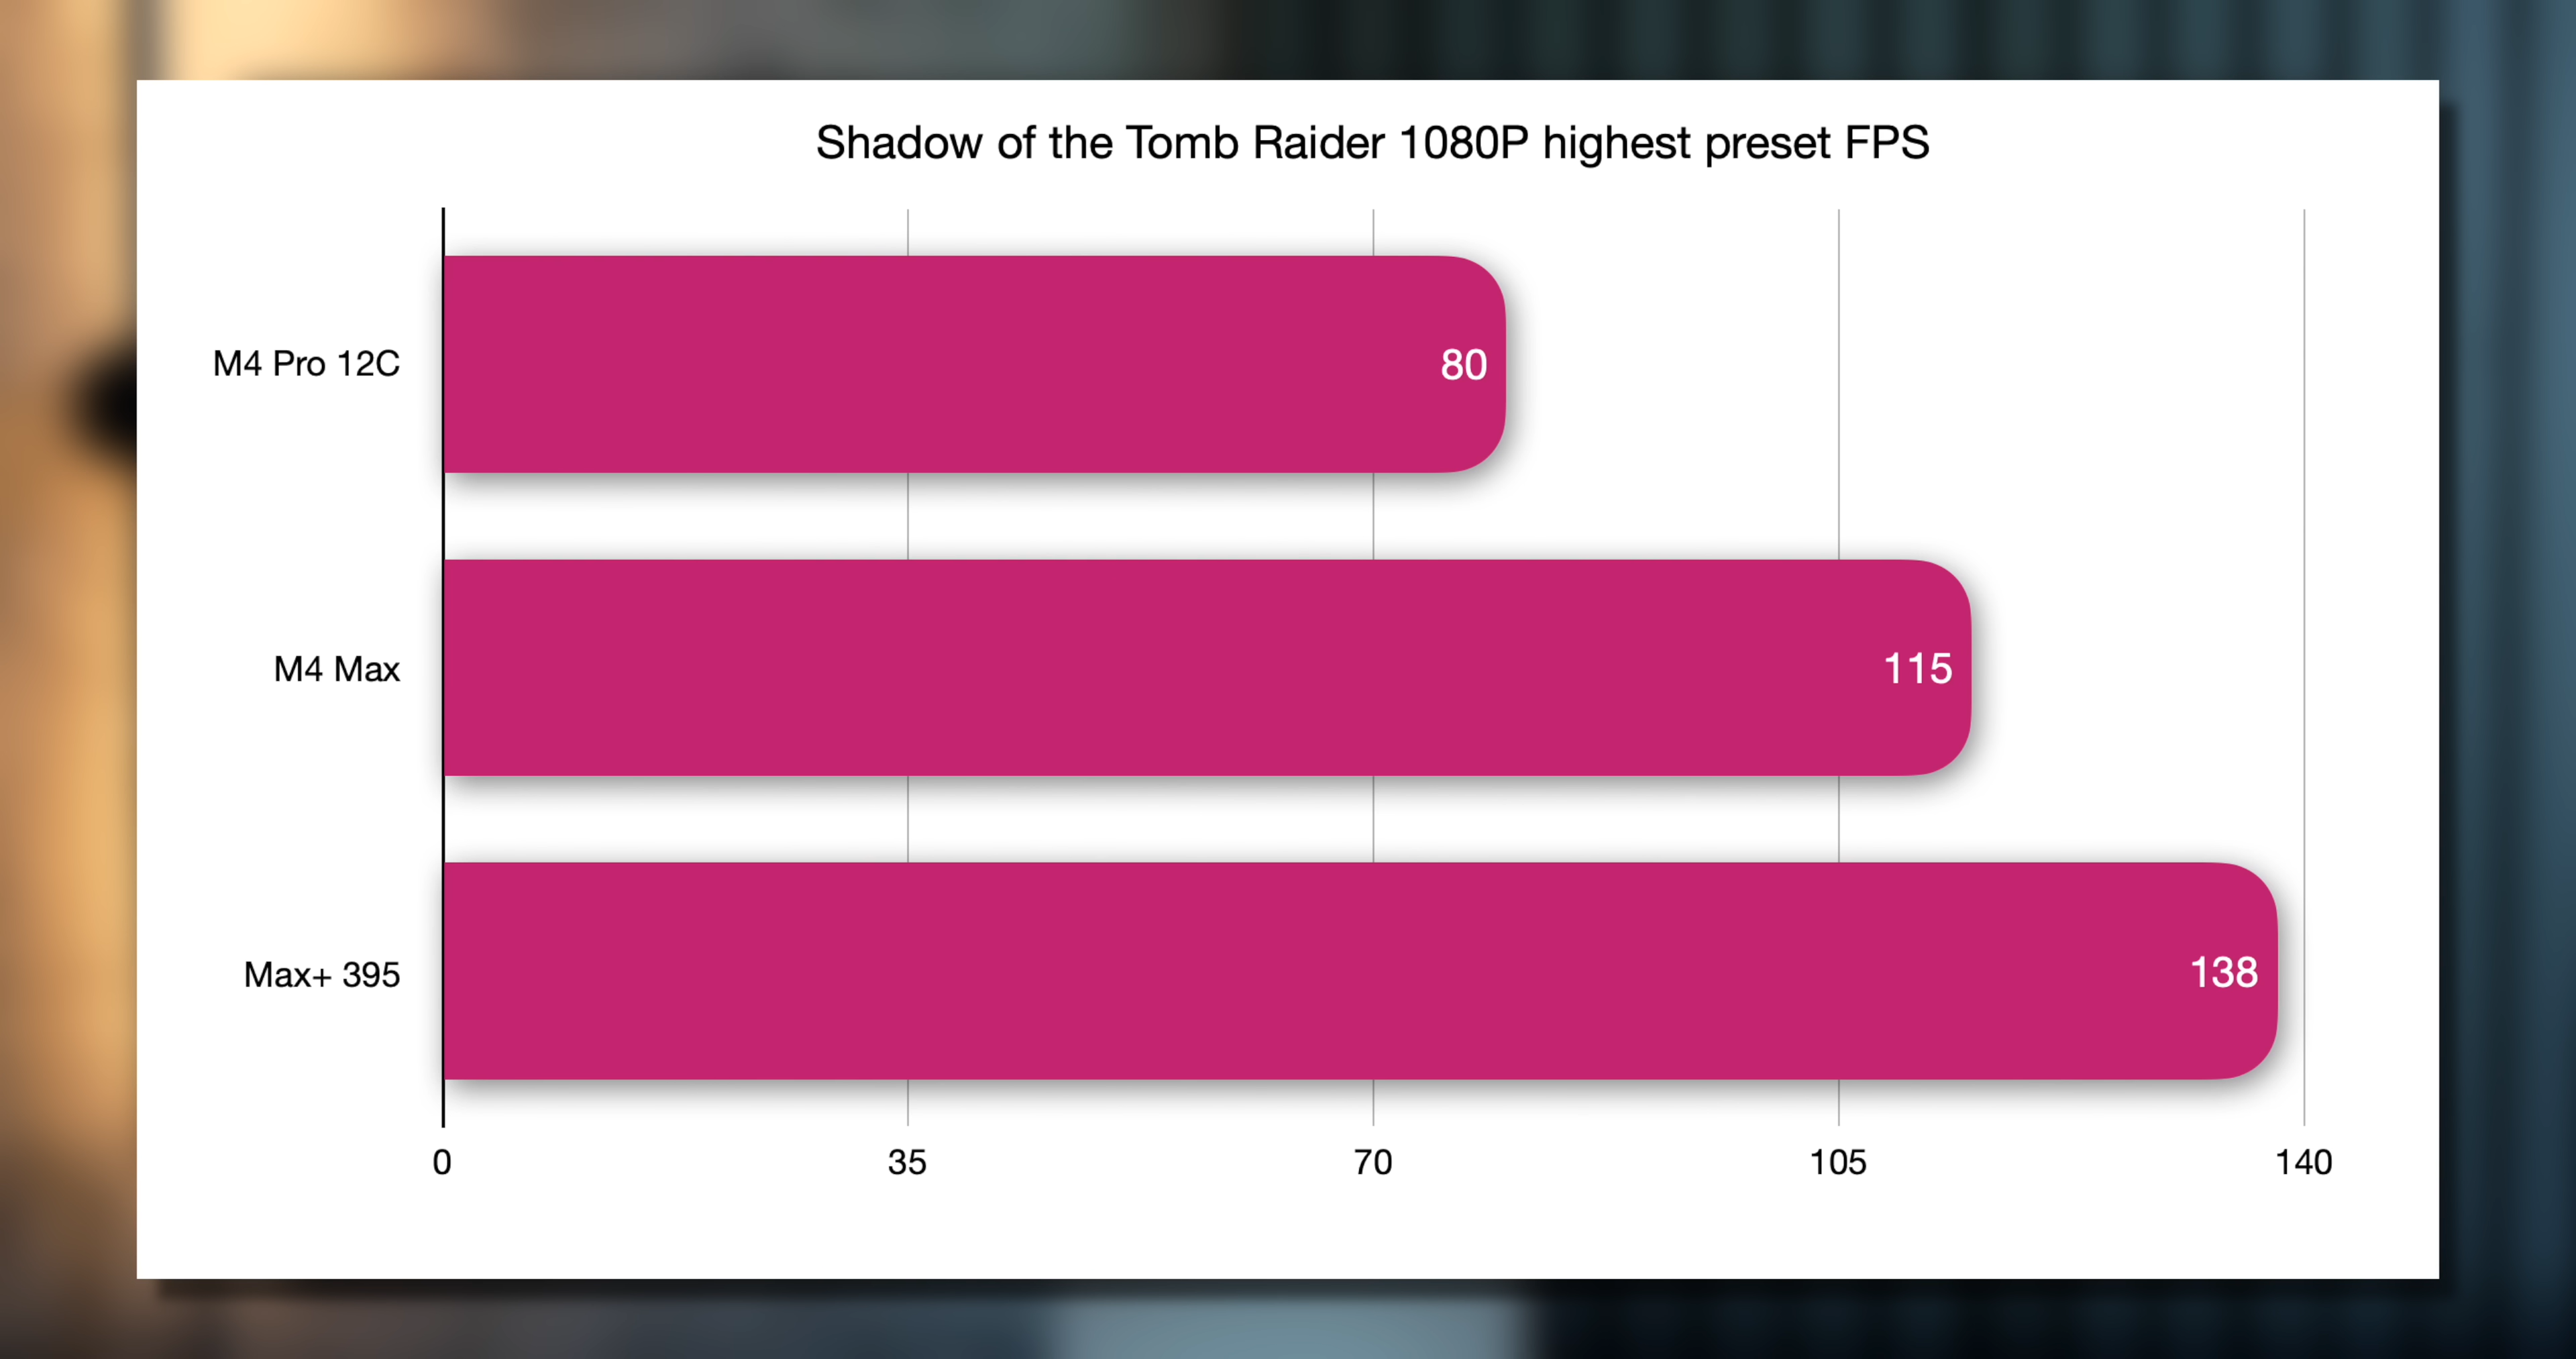 Shadow of the Tomb Raider 1080P highest preset FPS
M4 Pro 12C
80
M4 Max
115
Max+ 395
138
0 35 70 105 140